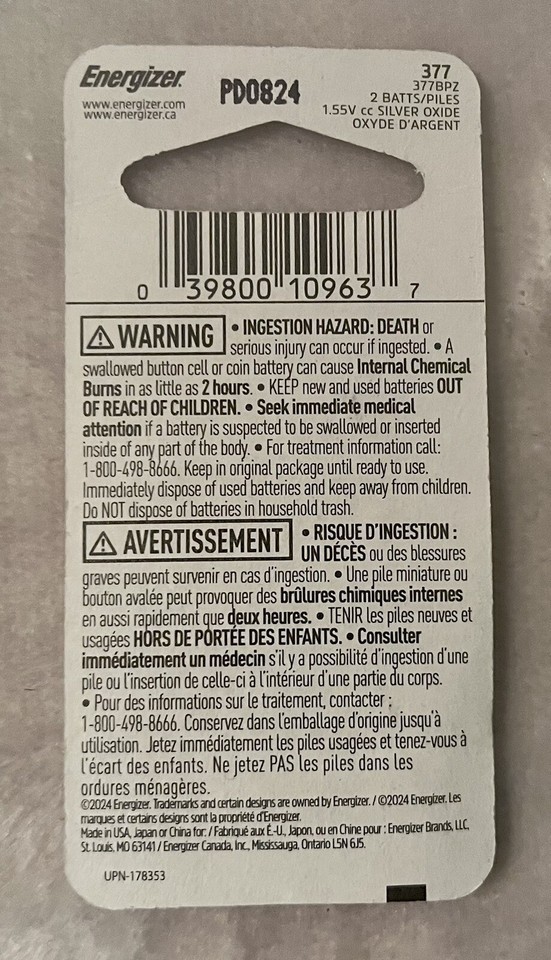 Energizer.
www.energizer.com
www.energizer.ca
PD0824
377
377BPZ
2 BATTS/PILES
1.55V cc SILVER OXIDE
OXYDE D'ARGENT
0 39800 10963 7
WARNING • INGESTION HAZARD: DEATH or
serious injury can occur if ingested. • A
swallowed button cell or coin battery can cause Internal Chemical
Burns in as little as 2 hours. • KEEP new and used batteries OUT
OF REACH OF CHILDREN. • Seek immediate medical
attention if a battery is suspected to be swallowed or inserted
inside of any part of the body. • For treatment information call:
1-800-498-8666. Keep in original package until ready to use.
Immediately dispose of used batteries and keep away from children.
Do NOT dispose of batteries in household trash.
AVERTISSEMENT • RISQUE D'INGESTION :
UN DÉCÈS ou des blessures
graves peuvent survenir en cas d'ingestion. • Une pile miniature ou
bouton avalée peut provoquer des brûlures chimiques internes
en aussi rapidement que deux heures. • TENIR les piles neuves et
usagées HORS DE PORTÉE DES ENFANTS. • Consulter
immédiatement un médecin s'il y a possibilité d'ingestion d'une
pile ou l'insertion de celle-ci à l'intérieur d'une partie du corps.
• Pour des informations sur le traitement, contacter :
1-800-498-8666. Conservez dans l'emballage d'origine jusqu'à
utilisation. Jetez immédiatement les piles usagées et tenez-vous à
l'écart des enfants. Ne jetez PAS les piles dans les
ordures ménagères.
©2024 Energizer. Trademarks and certain designs are owned by Energizer. / ©2024 Energizer. Les
marques et certains designs sont la propriété d'Energizer.
Made in USA, Japan or China for: / Fabriqué aux É.-U., Japon, ou en Chine pour : Energizer Brands, LLC,
St. Louis, MO 63141 / Energizer Canada, Inc., Mississauga, Ontario L5N 6J5.
UPN-178353